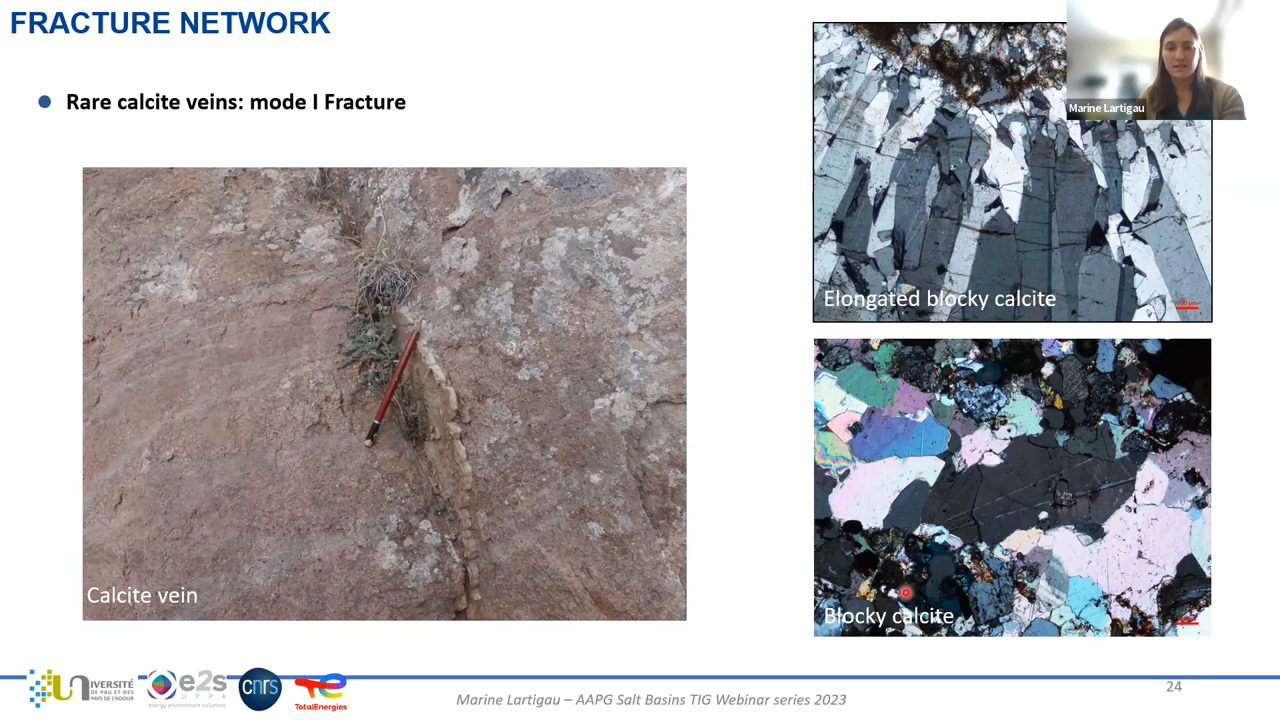 FRACTURE NETWORK
Rare calcite veins: mode I Fracture
Marine Lartigau
Elongated blocky calcite
Calcite vein
Blocky calcite
UNIVERSITÉ
DE PAU ET DES
PAYS DE L'ADOUR
e2s
UPPA
energy environment solutions
cnrs
TotalEnergies
Marine Lartigau – AAPG Salt Basins TIG Webinar series 2023
24